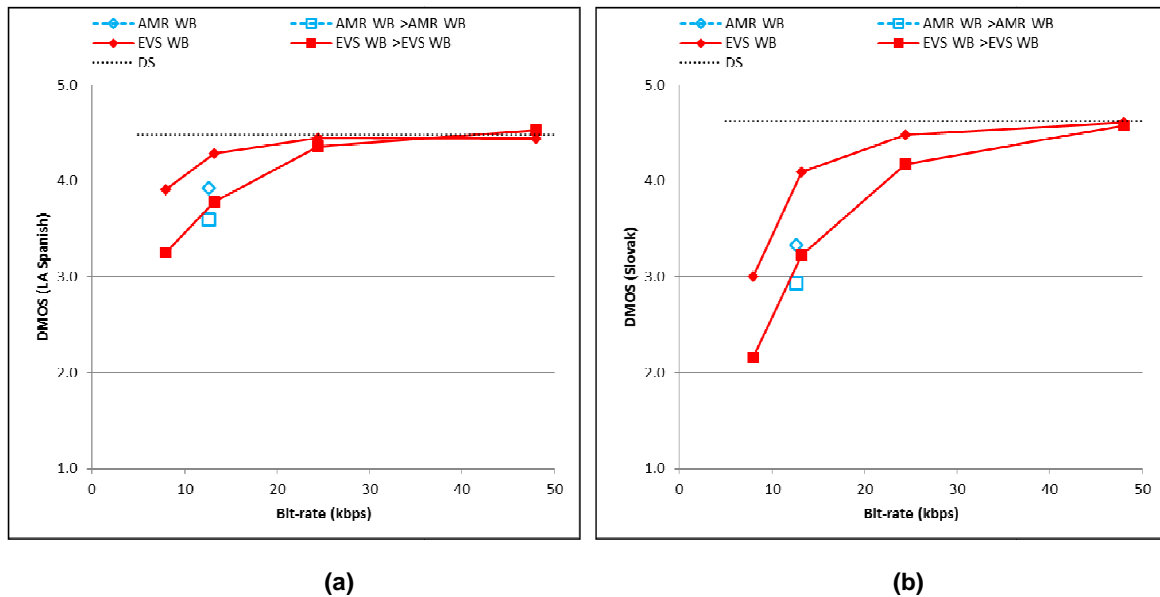 AMR WB AMR WB >AMR WB
EVS WB EVS WB >EVS WB
DS
5.0
4.0
3.0
2.0
1.0
0 10 20 30 40 50
DMOS (LA Spanish)
Bit-rate (kbps)
(a)
AMR WB AMR WB >AMR WB
EVS WB EVS WB >EVS WB
DS
5.0
4.0
3.0
2.0
1.0
0 10 20 30 40 50
DMOS (Slovak)
Bit-rate (kbps)
(b)